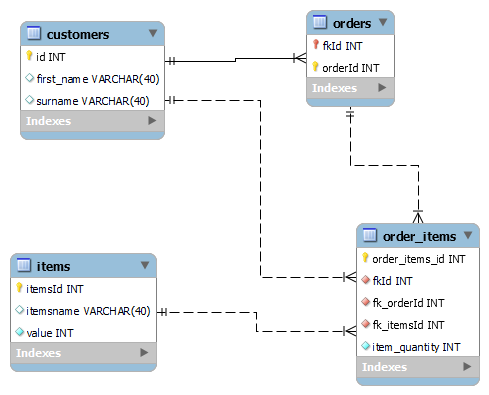 customers
id INT
first_name VARCHAR(40)
surname VARCHAR(40)
Indexes
orders
fkId INT
orderId INT
Indexes
items
itemsId INT
itemsname VARCHAR(40)
value INT
Indexes
order_items
order_items_id INT
fkId INT
fk_orderId INT
fk_itemsId INT
item_quantity INT
Indexes